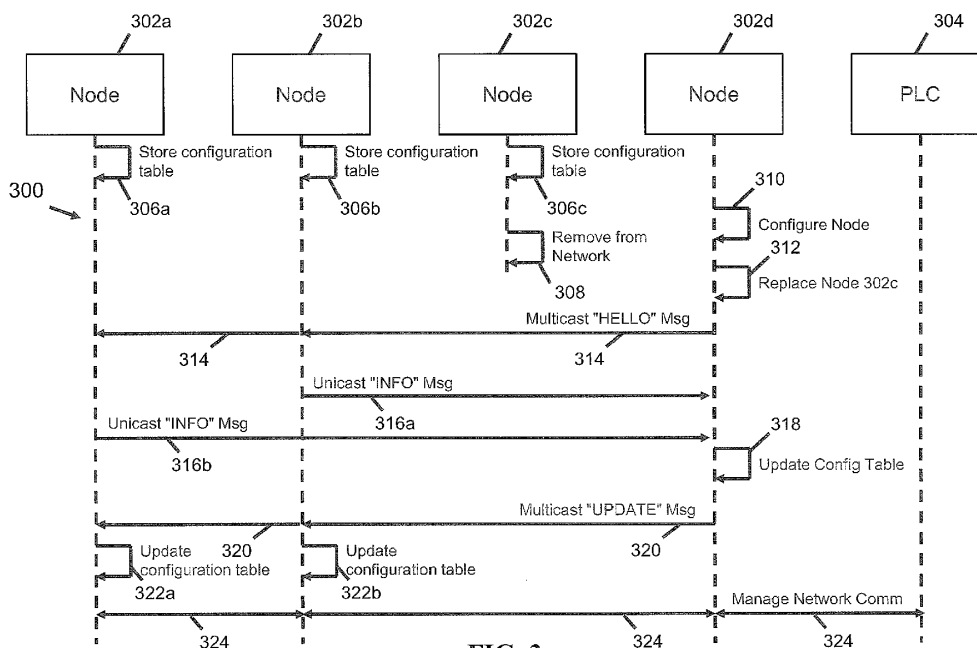 302a 302b 302c 302d 304
Node Node Node Node PLC
Store configuration Store configuration Store configuration
table table table
306a 306b 306c
300
310
Configure Node
Remove from
Network
308
312
Replace Node 302c
Multicast "HELLO" Msg
314 314
Unicast "INFO" Msg
316a
Unicast "INFO" Msg
316b
318
Update Config Table
Multicast "UPDATE" Msg
320 320
Update Update
configuration table configuration table
322a 322b
Manage Network Comm
324 324 324